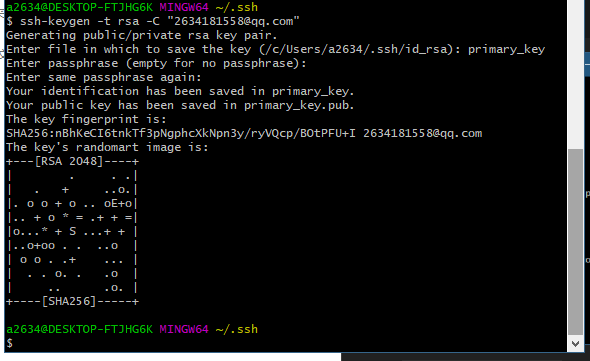 a2634@DESKTOP-FTJHG6K MINGW64 ~/.ssh
$ ssh-keygen -t rsa -C "2634181558@qq.com"
Generating public/private rsa key pair.
Enter file in which to save the key (/c/Users/a2634/.ssh/id_rsa): primary_key
Enter passphrase (empty for no passphrase):
Enter same passphrase again:
Your identification has been saved in primary_key.
Your public key has been saved in primary_key.pub.
The key fingerprint is:
SHA256:nBhKeCI6tnkTf3pNgphcXkNpn3y/ryVQcp/BOtPFU+I 2634181558@qq.com
The key's randomart image is:
+---[RSA 2048]----+
|        .     . .|
|   .   +     ..o.|
|. o o + o .. oE+o|
|.. + o * = .+ + =|
|o...* + S ...+ + |
|..o+oo . .  ..o  |
| o o . .+    ... |
|  . . o. .   .o  |
|     ..      .o. |
+----[SHA256]-----+
a2634@DESKTOP-FTJHG6K MINGW64 ~/.ssh
$